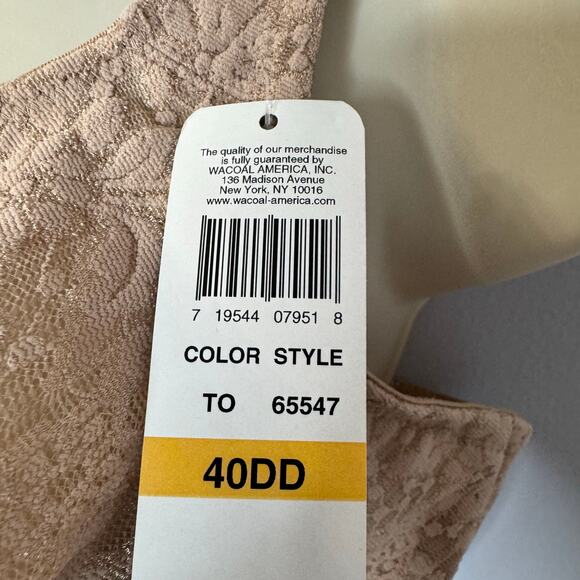 The quality of our merchandise
is fully guaranteed by
WACOAL AMERICA, INC.
136 Madison Avenue
New York, NY 10016
www.wacoal-america.com
7 19544 07951 8
COLOR STYLE
TO 65547
40DD